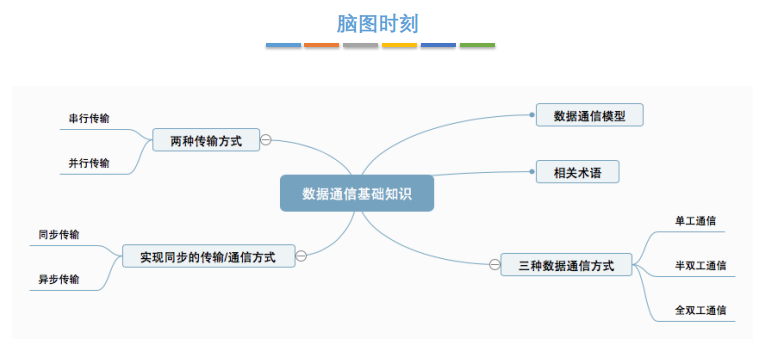 脑图时刻
串行传输
两种传输方式
并行传输
数据通信模型
相关术语
数据通信基础知识
同步传输
实现同步的传输/通信方式
异步传输
单工通信
三种数据通信方式
半双工通信
全双工通信